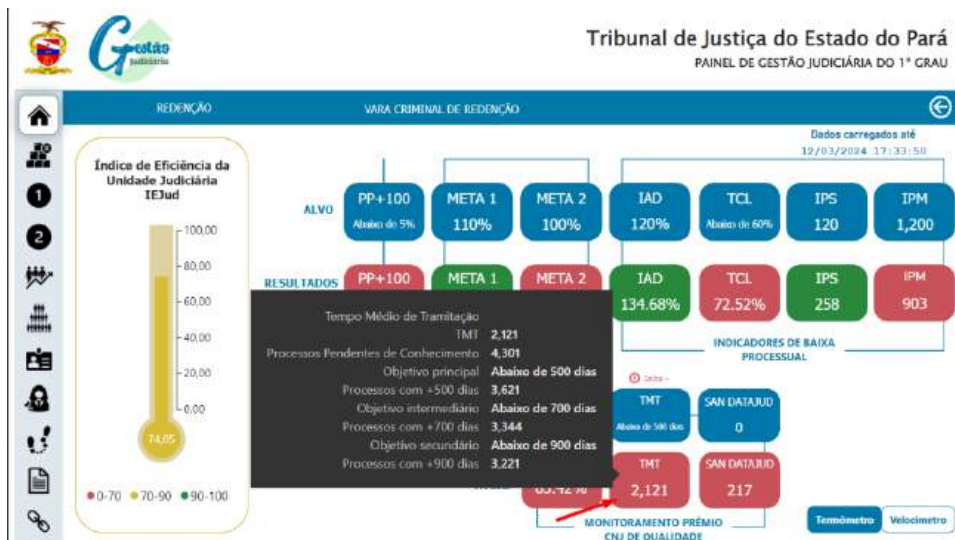 Gestão
Judiciária
Tribunal de Justiça do Estado do Pará
PAINEL DE GESTÃO JUDICIÁRIA DO 1º GRAU
REDENÇÃO
VARA CRIMINAL DE REDENÇÃO
Dados carregados até
12/03/2024 17:33:50
Índice de Eficiência da
Unidade Judiciária
IEJud
100,00
80,00
60,00
40,00
20,00
0,00
74,05
0-70 70-90 90-100
ALVO
PP+100
Abaixo de 5%
META 1
110%
META 2
100%
IAD
120%
TCL
Abaixo de 60%
IPS
120
IPM
1,200
RESULTADOS
PP+100
META 1
META 2
IAD
134.68%
TCL
72.52%
IPS
258
IPM
903
INDICADORES DE BAIXA
PROCESSUAL
Tempo Médio de Tramitação
TMT 2,121
Processos Pendentes de Conhecimento 4,301
Objetivo principal Abaixo de 500 dias
Processos com +500 dias 3,621
Objetivo intermediário Abaixo de 700 dias
Processos com +700 dias 3,344
Objetivo secundário Abaixo de 900 dias
Processos com +900 dias 3,221
TMT
Abaixo de 500 dias
SAN DATAJUD
0
TMT
2,121
SAN DATAJUD
217
MONITORAMENTO PRÊMIO
CNJ DE QUALIDADE
Termômetro Velocímetro